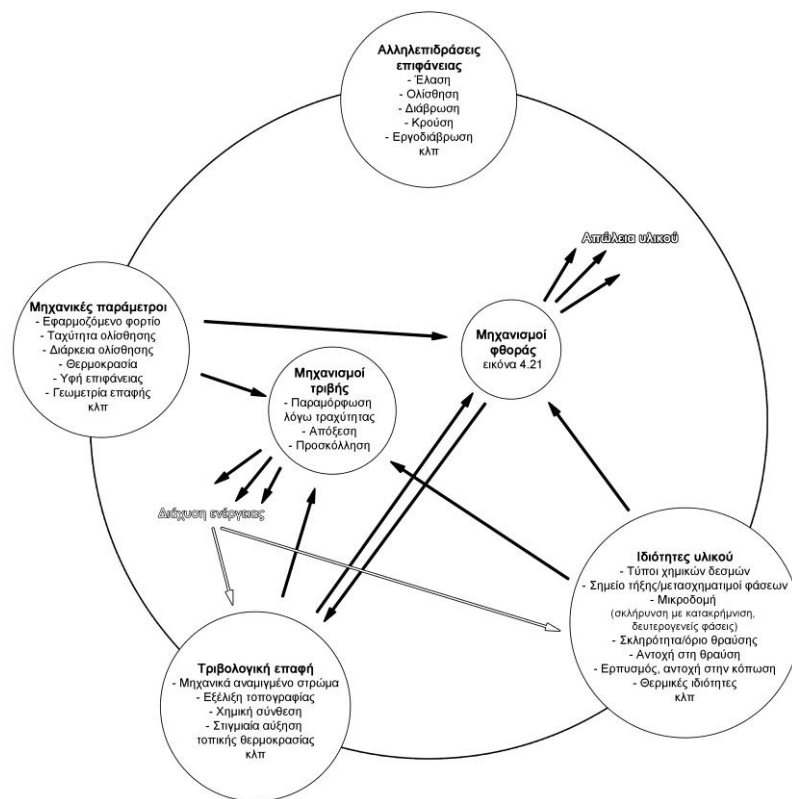 Αλληλεπιδράσεις
επιφάνειας
- Έλαση
- Ολίσθηση
- Διάβρωση
- Κρούση
- Εργοδιάβρωση
κλπ
Απώλεια υλικού
Μηχανικές παράμετροι
- Εφαρμοζόμενο φορτίο
- Ταχύτητα ολίσθησης
- Διάρκεια ολίσθησης
- Θερμοκρασία
- Υφή επιφάνειας
- Γεωμετρία επαφής
κλπ
Μηχανισμοί
φθοράς
εικόνα 4.21
Μηχανισμοί
τριβής
- Παραμόρφωση
λόγω τραχύτητας
- Απόξεση
- Προσκόλληση
Διάχυση ενέργειας
Ιδιότητες υλικού
- Τύποι χημικών δεσμών
- Σημείο τήξης/μετασχηματιμοί φάσεων
- Μικροδομή
(σκλήρυνση με κατακρήμνιση,
δευτερογενείς φάσεις)
- Σκληρότητα/όριο θραύσης
- Αντοχή στη θραύση
- Ερπυσμός, αντοχή στην κόπωση
- Θερμικές ιδιότητες
κλπ
Τριβολογική επαφή
- Μηχανικά αναμιγμένο στρώμα
- Εξέλιξη τοπογραφίας
- Χημική σύνθεση
- Στιγμιαία αύξηση
τοπικής θερμοκρασίας
κλπ